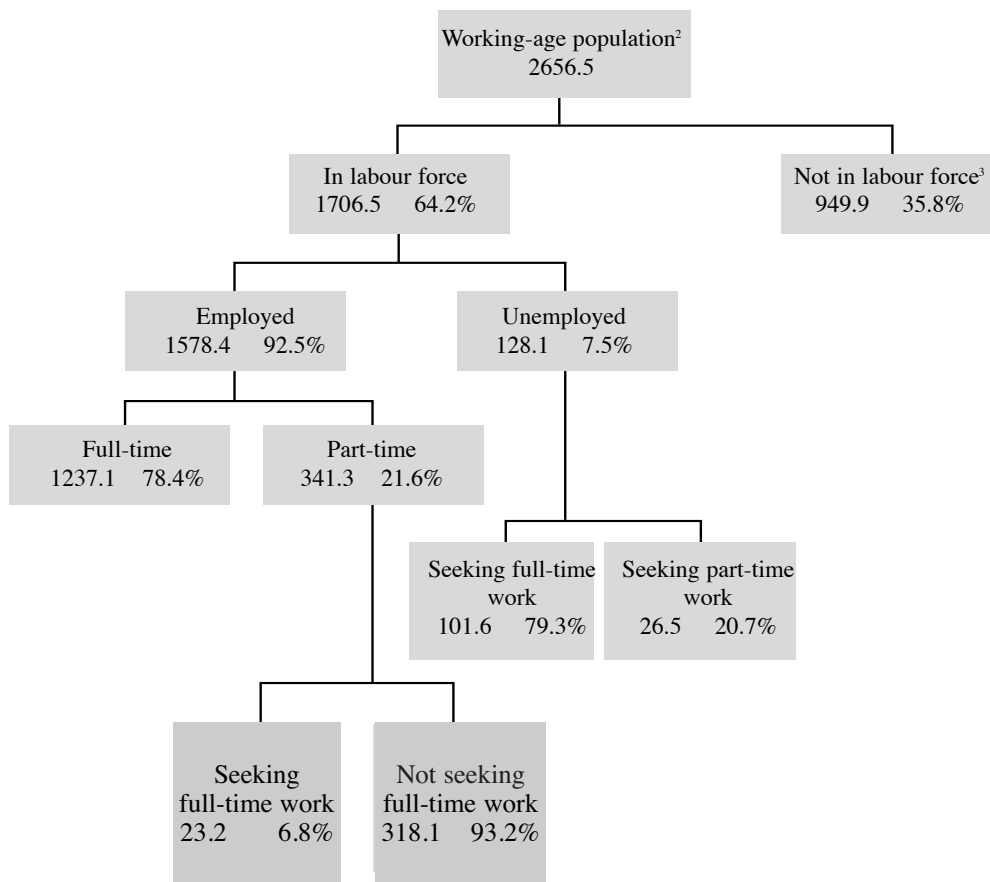 Working-age population²
2656.5
In labour force
1706.5 64.2%
Not in labour force³
949.9 35.8%
Employed
1578.4 92.5%
Unemployed
128.1 7.5%
Full-time
1237.1 78.4%
Part-time
341.3 21.6%
Seeking full-time
work
101.6 79.3%
Seeking part-time
work
26.5 20.7%
Seeking
full-time work
23.2 6.8%
Not seeking
full-time work
318.1 93.2%